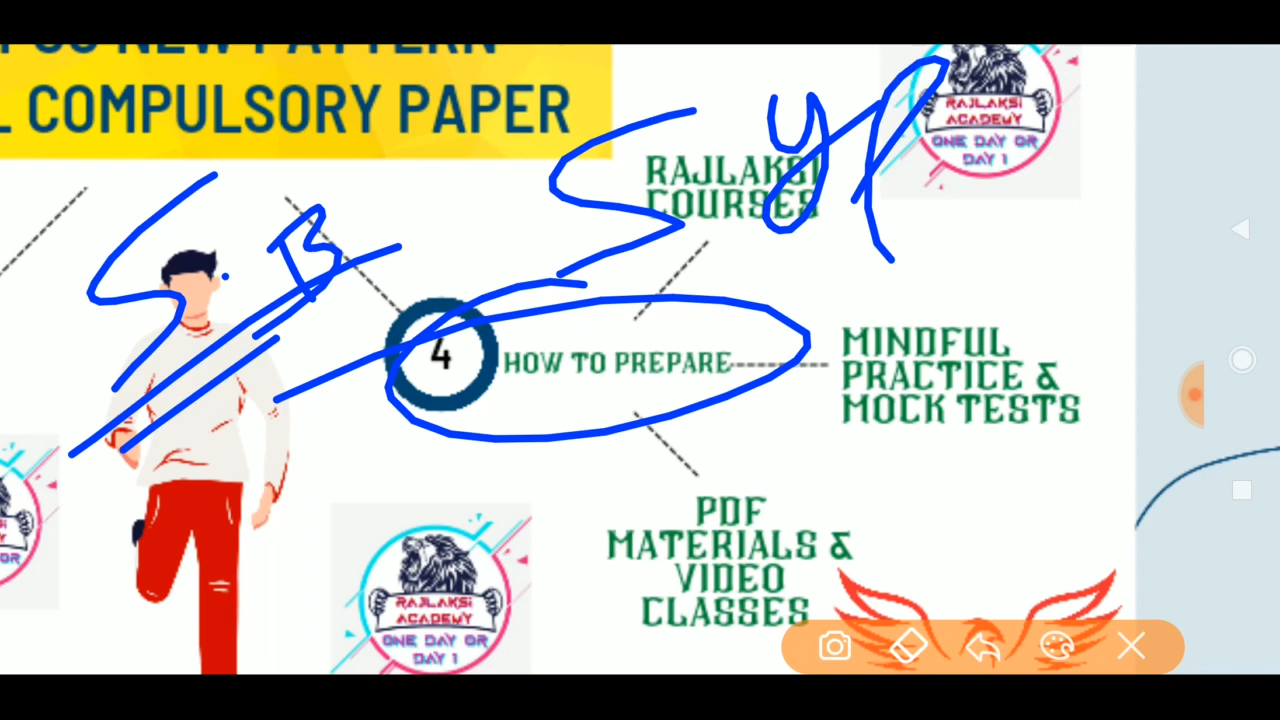 COMPULSORY PAPER
RAJLAKSI
COURSES
RAJLAKSI
ACADEMY
ONE DAY OR
DAY 1
S.B
Syl
4
HOW TO PREPARE
MINDFUL
PRACTICE &
MOCK TESTS
PDF
MATERIALS &
VIDEO
CLASSES
RAJLAKSI
ACADEMY
ONE DAY OR
DAY 1